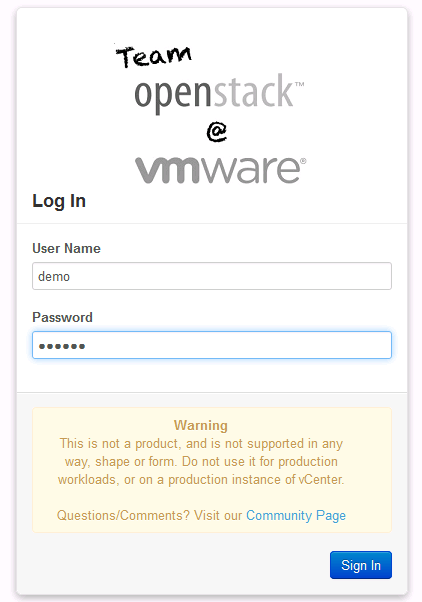 Team
openstack™
@
vmware®
Log In
User Name
demo
Password
●●●●●●
Warning
This is not a product, and is not supported in any
way, shape or form. Do not use it for production
workloads, or on a production instance of vCenter.
Questions/Comments? Visit our Community Page
Sign In